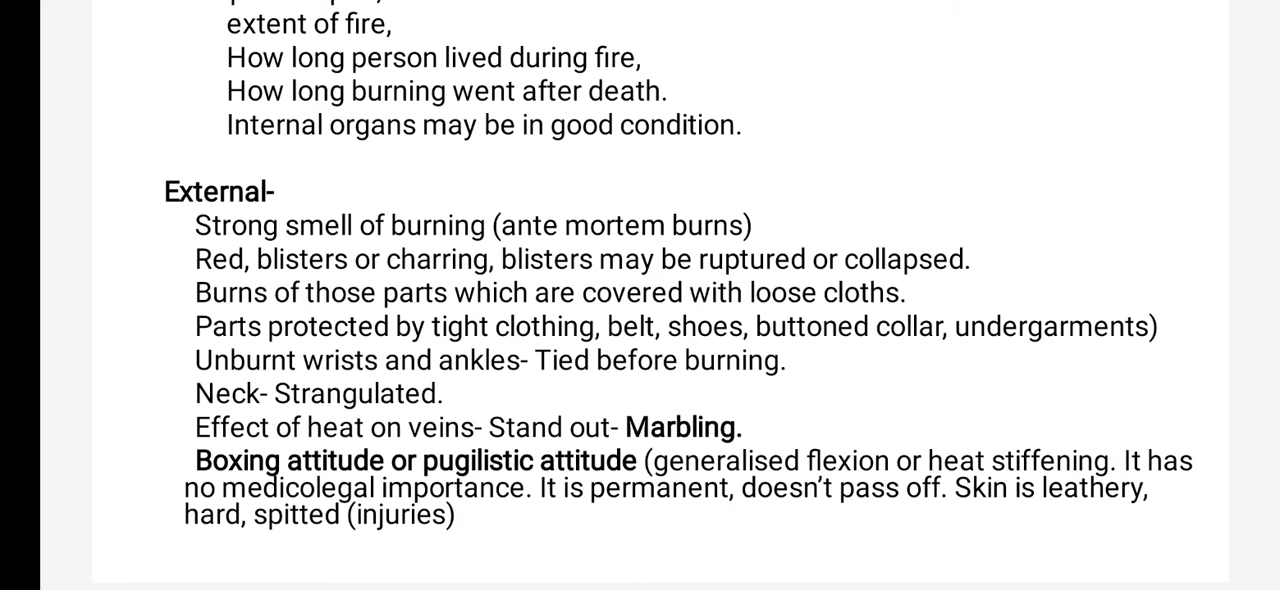 extent of fire,
How long person lived during fire,
How long burning went after death.
Internal organs may be in good condition.
External-
Strong smell of burning (ante mortem burns)
Red, blisters or charring, blisters may be ruptured or collapsed.
Burns of those parts which are covered with loose cloths.
Parts protected by tight clothing, belt, shoes, buttoned collar, undergarments)
Unburnt wrists and ankles- Tied before burning.
Neck- Strangulated.
Effect of heat on veins- Stand out- Marbling.
Boxing attitude or pugilistic attitude (generalised flexion or heat stiffening. It has
no medicolegal importance. It is permanent, doesn’t pass off. Skin is leathery,
hard, spitted (injuries)